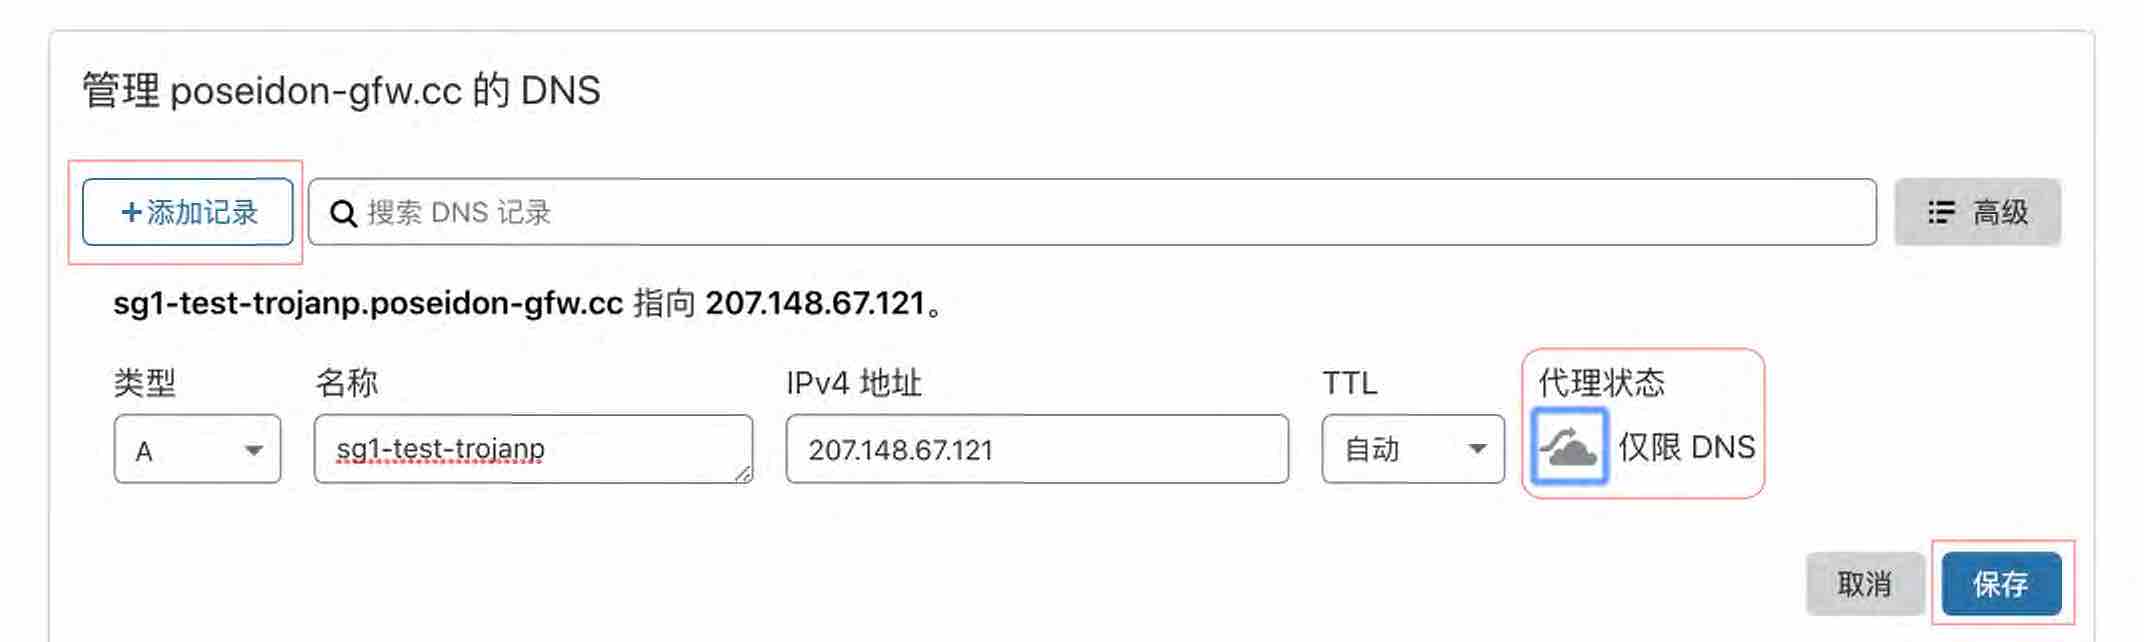 管理 poseidon-gfw.cc 的 DNS
+添加记录 搜索 DNS 记录 高级
sg1-test-trojanp.poseidon-gfw.cc 指向 207.148.67.121。
类型 名称 IPv4 地址 TTL 代理状态
A sg1-test-trojanp 207.148.67.121 自动 仅限 DNS
取消 保存